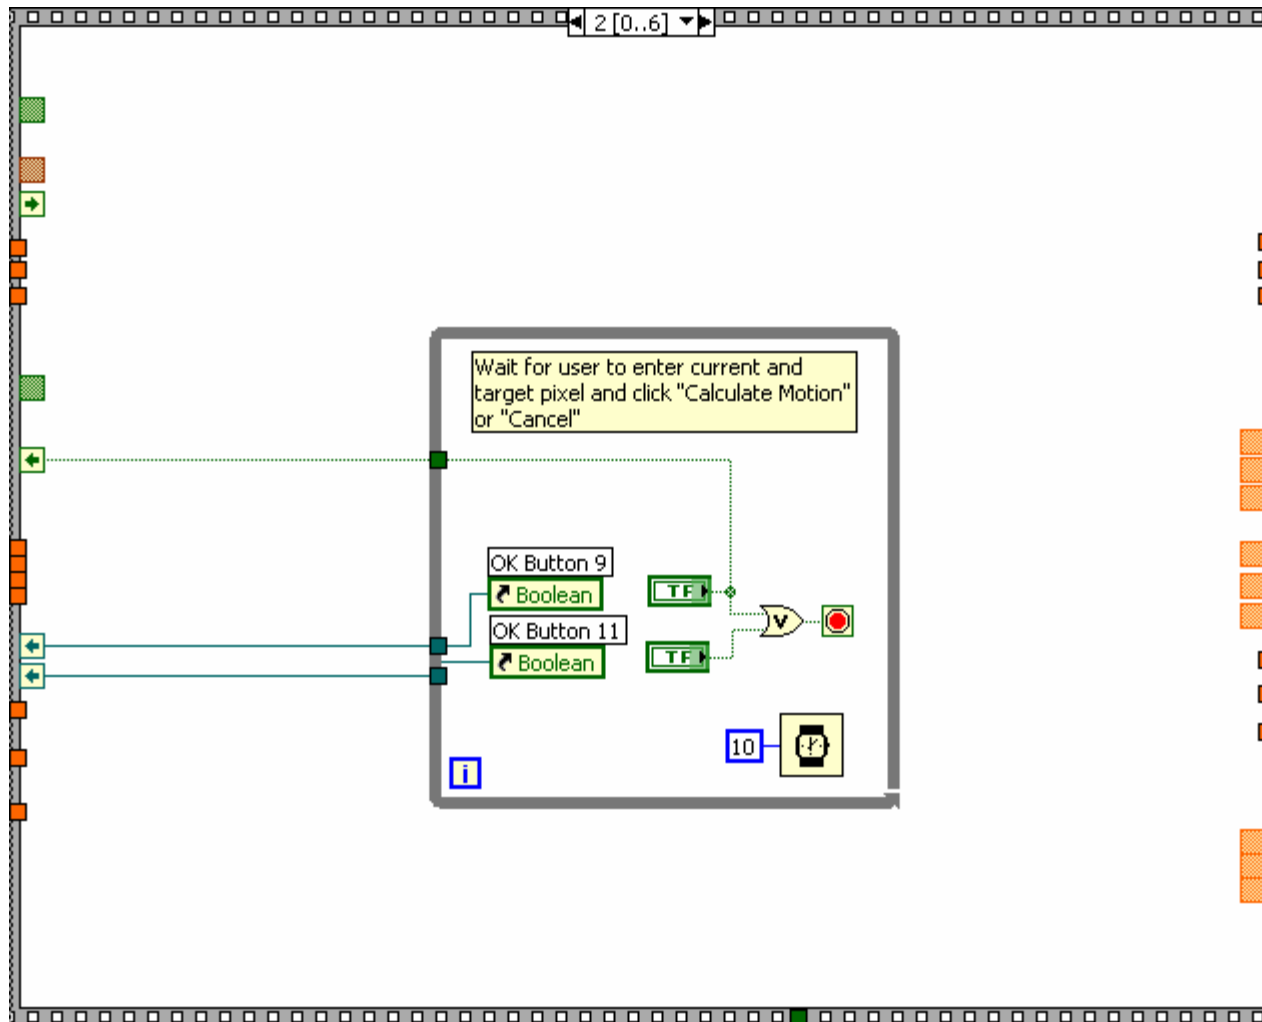 2 [0..6]
Wait for user to enter current and
target pixel and click "Calculate Motion"
or "Cancel"
OK Button 9
Boolean
TF
OK Button 11
Boolean
TF
V
10
i